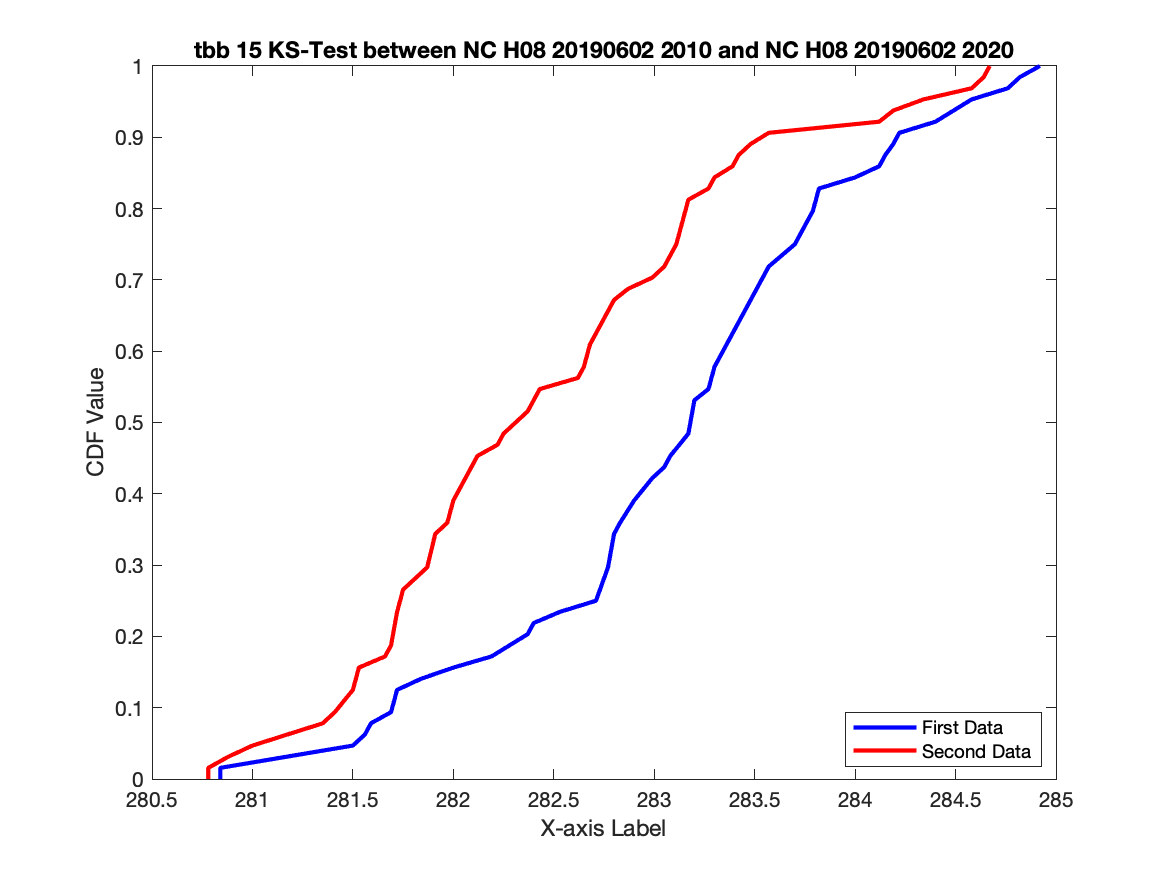 tbb 15 KS-Test between NC H08 20190602 2010 and NC H08 20190602 2020
1
0.9
0.8
0.7
0.6
0.5
0.4
0.3
0.2
0.1
0
CDF Value
First Data
Second Data
280.5 281 281.5 282 282.5 283 283.5 284 284.5 285
X-axis Label